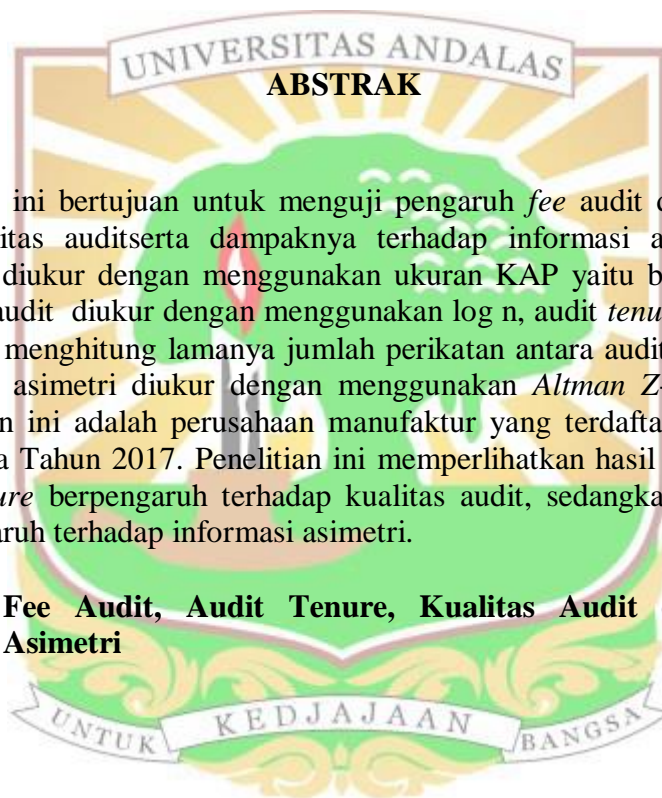 UNIVERSITAS ANDALAS
ABSTRAK
ini bertujuan untuk menguji pengaruh fee audit
itas auditserta dampaknya terhadap informasi a
diukur dengan menggunakan ukuran KAP yaitu b
audit diukur dengan menggunakan log n, audit tenu
menghitung lamanya jumlah perikatan antara audit
asimetri diukur dengan menggunakan Altman Z-
n ini adalah perusahaan manufaktur yang terdafta
a Tahun 2017. Penelitian ini memperlihatkan hasil
ure berpengaruh terhadap kualitas audit, sedangka
aruh terhadap informasi asimetri.
Fee Audit, Audit Tenure, Kualitas Audit
Asimetri
UNTUK KEDJAJAAN BANGSA